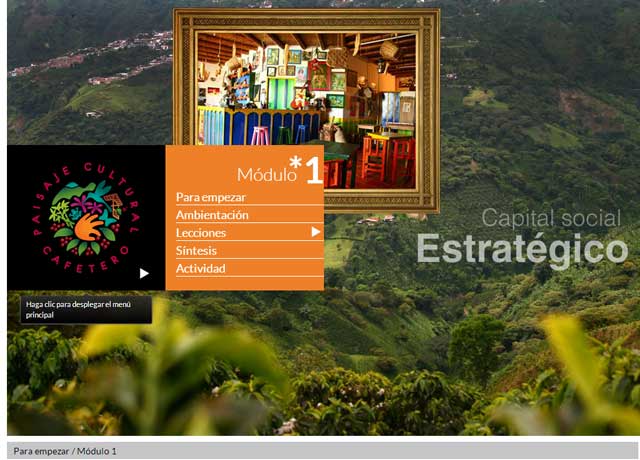 PAISAJE CULTURAL
CAFETERO
Módulo *1
Para empezar
Ambientación
Lecciones
Síntesis
Actividad
Capital social
Estratégico
Haga clic para desplegar el menú
principal
Para empezar / Módulo 1